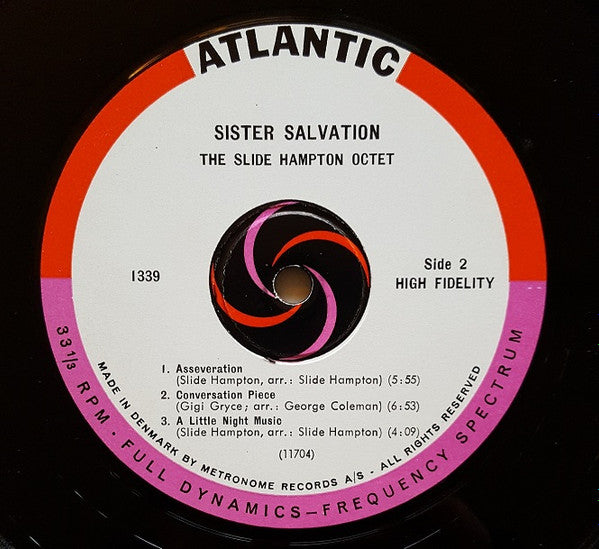 ATLANTIC
SISTER SALVATION
THE SLIDE HAMPTON OCTET
1339
Side 2
HIGH FIDELITY
1. Asseveration
(Slide Hampton, arr.: Slide Hampton) (5:55)
2. Conversation Piece
(Gigi Gryce; arr.: George Coleman) (6:53)
3. A Little Night Music
(Slide Hampton, arr.: Slide Hampton) (4:09)
(11704)
MADE IN DENMARK BY METRONOME RECORDS A/S - ALL RIGHTS RESERVED
33 1/3 RPM · FULL DYNAMICS—FREQUENCY SPECTRUM